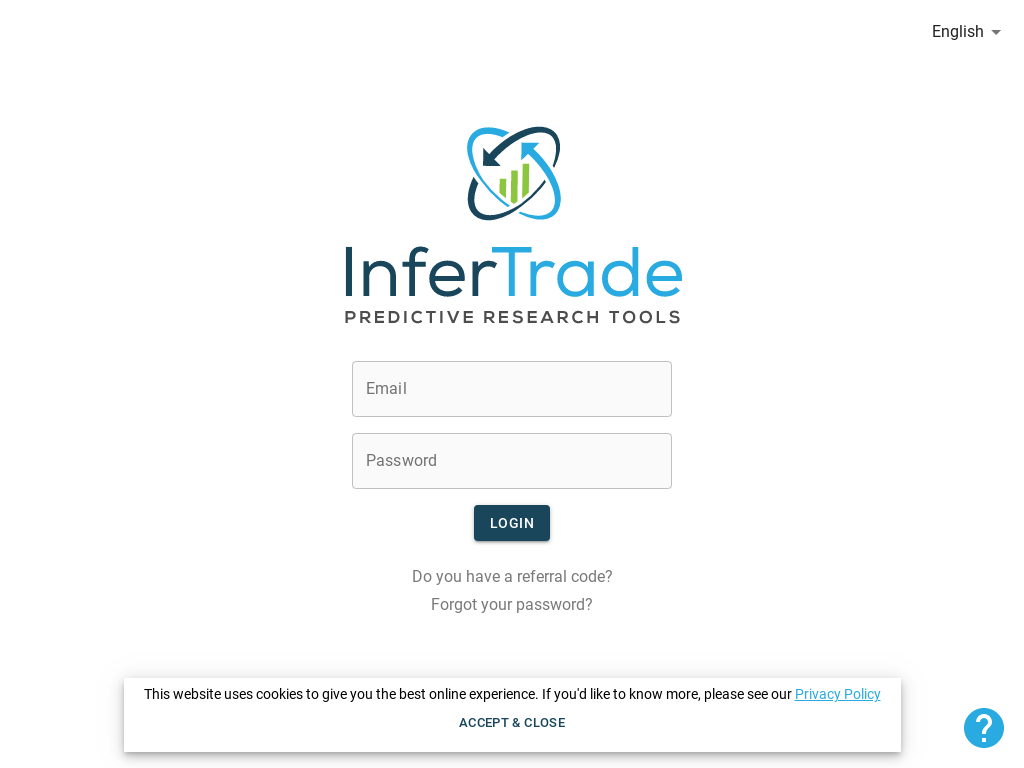 English
InferTrade
PREDICTIVE RESEARCH TOOLS
Email
Password
LOGIN
Do you have a referral code?
Forgot your password?
This website uses cookies to give you the best online experience. If you'd like to know more, please see our Privacy Policy
ACCEPT & CLOSE